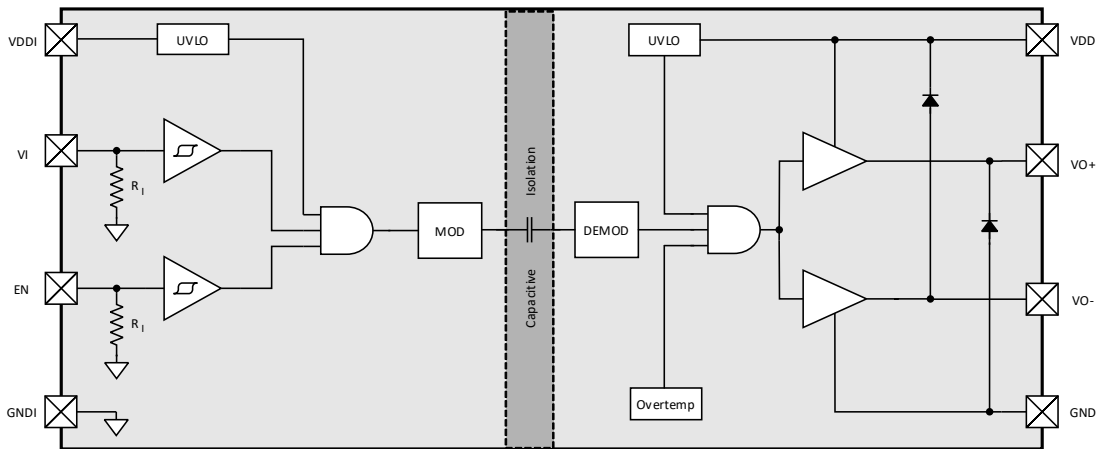 VDDI
UVLO
UVLO
VDD
VI
R I
Isolation
VO+
MOD
DEMOD
EN
R I
Capacitive
VO-
GNDI
Overtemp
GND